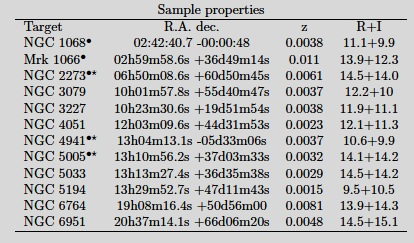 Sample properties
Target R.A. dec. z R+I
NGC 1068• 02:42:40.7 -00:00:48 0.0038 11.1+9.9
Mrk 1066• 02h59m58.6s +36d49m14s 0.011 13.9+12.3
NGC 2273•* 06h50m08.6s +60d50m45s 0.0061 14.5+14.0
NGC 3079 10h01m57.8s +55d40m47s 0.0037 12.2+10
NGC 3227 10h23m30.6s +19d51m54s 0.0038 11.9+11.1
NGC 4051 12h03m09.6s +44d31m53s 0.0023 12.1+11.3
NGC 4941•* 13h04m13.1s -05d33m06s 0.0037 10.6+9.9
NGC 5005•* 13h10m56.2s +37d03m33s 0.0032 14.1+14.2
NGC 5033 13h13m27.4s +36d35m38s 0.0029 14.5+14.2
NGC 5194 13h29m52.7s +47d11m43s 0.0015 9.5+10.5
NGC 6764 19h08m16.4s +50d56m00 0.0081 13.9+14.3
NGC 6951 20h37m14.1s +66d06m20s 0.0048 14.5+15.1